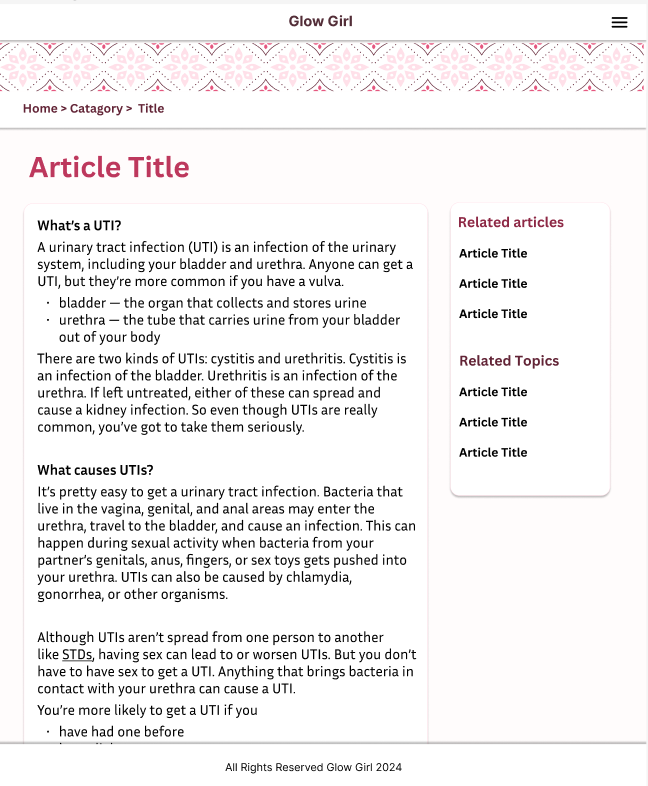 Glow Girl
Home > Catagory > Title
Article Title
What's a UTI?
A urinary tract infection (UTI) is an infection of the urinary
system, including your bladder and urethra. Anyone can get a
UTI, but they're more common if you have a vulva.
· bladder — the organ that collects and stores urine
· urethra — the tube that carries urine from your bladder
out of your body
There are two kinds of UTIs: cystitis and urethritis. Cystitis is
an infection of the bladder. Urethritis is an infection of the
urethra. If left untreated, either of these can spread and
cause a kidney infection. So even though UTIs are really
common, you've got to take them seriously.
What causes UTIs?
It's pretty easy to get a urinary tract infection. Bacteria that
live in the vagina, genital, and anal areas may enter the
urethra, travel to the bladder, and cause an infection. This can
happen during sexual activity when bacteria from your
partner's genitals, anus, fingers, or sex toys gets pushed into
your urethra. UTIs can also be caused by chlamydia,
gonorrhea, or other organisms.
Although UTIs aren't spread from one person to another
like STDs, having sex can lead to or worsen UTIs. But you don't
have to have sex to get a UTI. Anything that brings bacteria in
contact with your urethra can cause a UTI.
You're more likely to get a UTI if you
· have had one before
Related articles
Article Title
Article Title
Article Title
Related Topics
Article Title
Article Title
Article Title
All Rights Reserved Glow Girl 2024